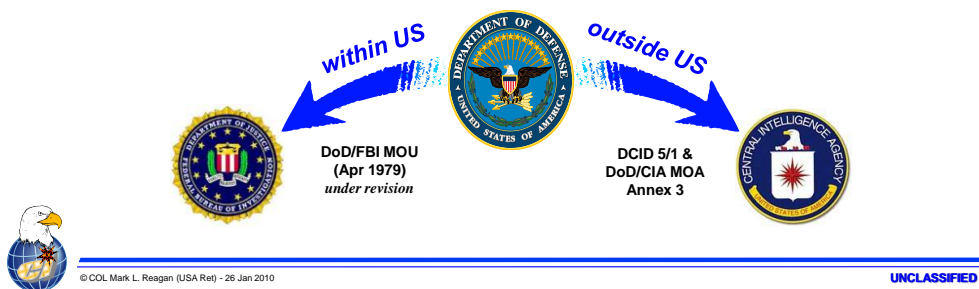 within US
outside US
DEPARTMENT OF DEFENSE
UNITED STATES OF AMERICA
DEPARTMENT OF JUSTICE
FEDERAL BUREAU OF INVESTIGATION
DoD/FBI MOU
(Apr 1979)
under revision
DCID 5/1 &
DoD/CIA MOA
Annex 3
CENTRAL INTELLIGENCE AGENCY
UNITED STATES OF AMERICA
© COL Mark L. Reagan (USA Ret) - 26 Jan 2010
UNCLASSIFIED